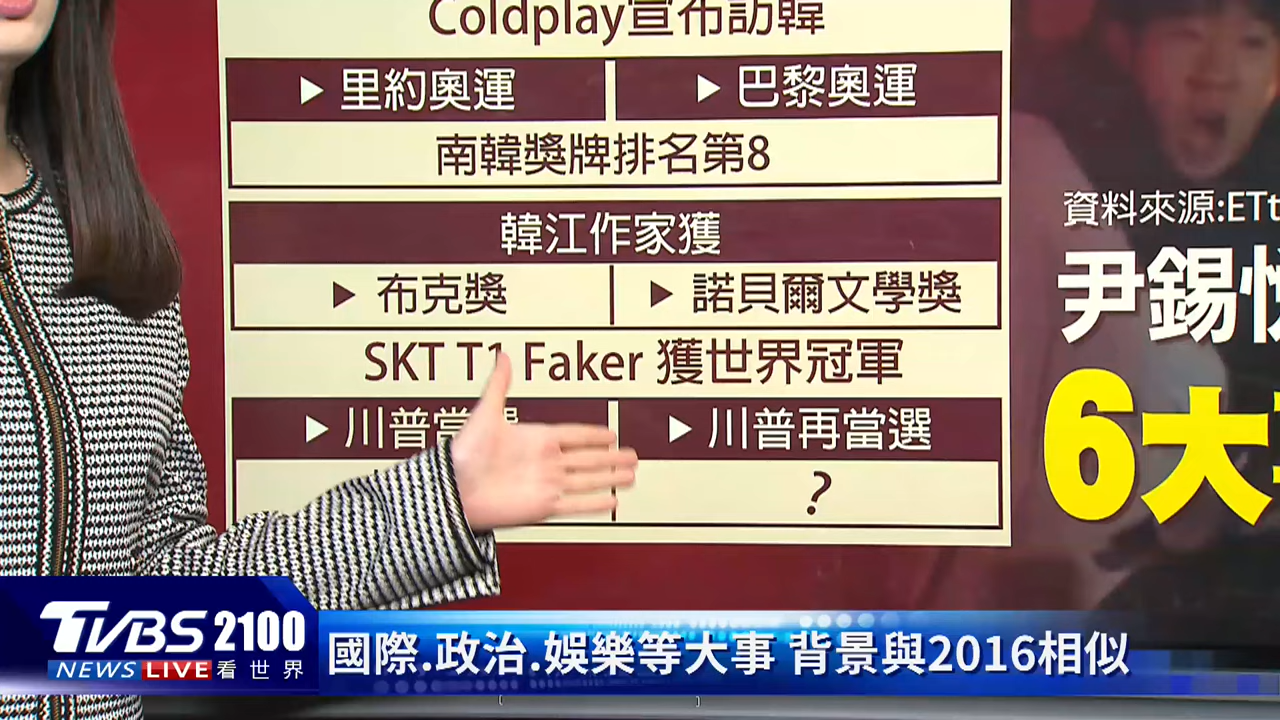 Coldplay宣布訪韓
▶里約奧運 ▶巴黎奧運
南韓獎牌排名第8
韓江作家獲
▶布克獎 ▶諾貝爾文學獎
SKT T1 Faker 獲世界冠軍
▶川普當選 ▶川普再當選
?
資料來源:ETt
尹錫
6大
TVBS 2100
NEWS LIVE 看世界
國際.政治.娛樂等大事 背景與2016相似